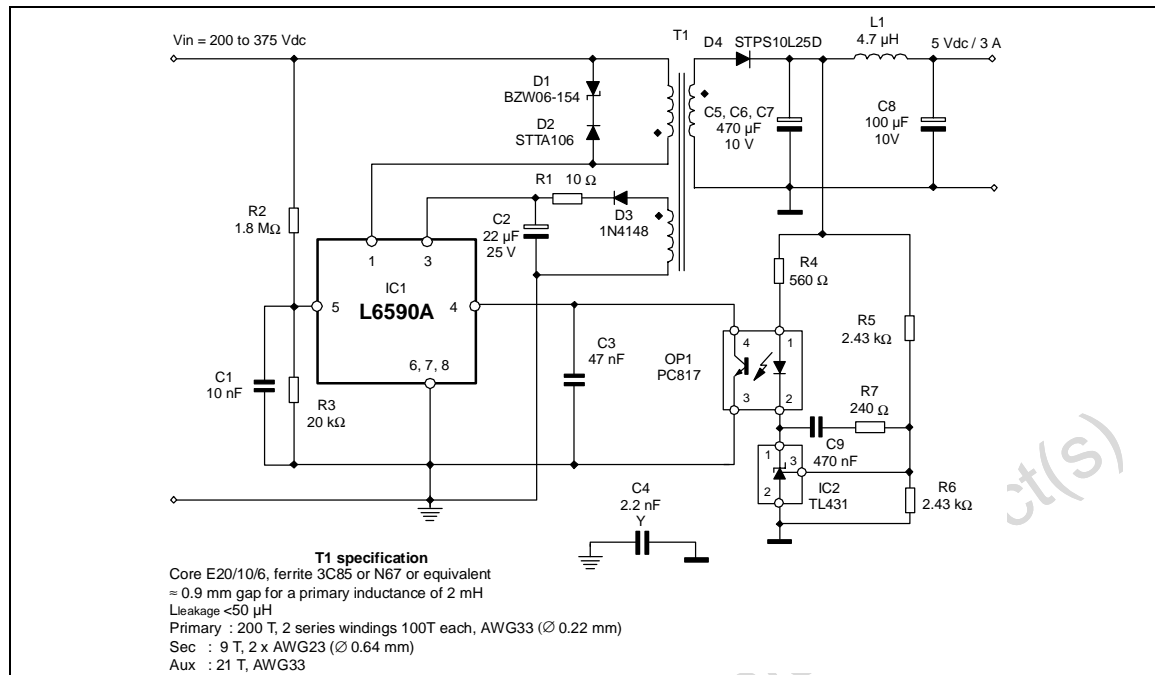 Vin = 200 to 375 Vdc
T1
D4 STPS10L25D
L1
4.7 µH
5 Vdc / 3 A
D1
BZW06-154
D2
STTA106
C5, C6, C7
470 µF
10 V
C8
100 µF
10V
R1 10 Ω
D3
1N4148
C2
22 µF
25 V
R2
1.8 MΩ
1
3
IC1
L6590A
5
4
6, 7, 8
C1
10 nF
R3
20 kΩ
C3
47 nF
OP1
PC817
4
1
3
2
R4
560 Ω
R5
2.43 kΩ
R7
240 Ω
C9
470 nF
1
3
2
IC2
TL431
R6
2.43 kΩ
C4
2.2 nF
Y
ct(s)
T1 specification
Core E20/10/6, ferrite 3C85 or N67 or equivalent
≈ 0.9 mm gap for a primary inductance of 2 mH
Lleakage <50 µH
Primary : 200 T, 2 series windings 100T each, AWG33 (∅ 0.22 mm)
Sec : 9 T, 2 x AWG23 (∅ 0.64 mm)
Aux : 21 T, AWG33